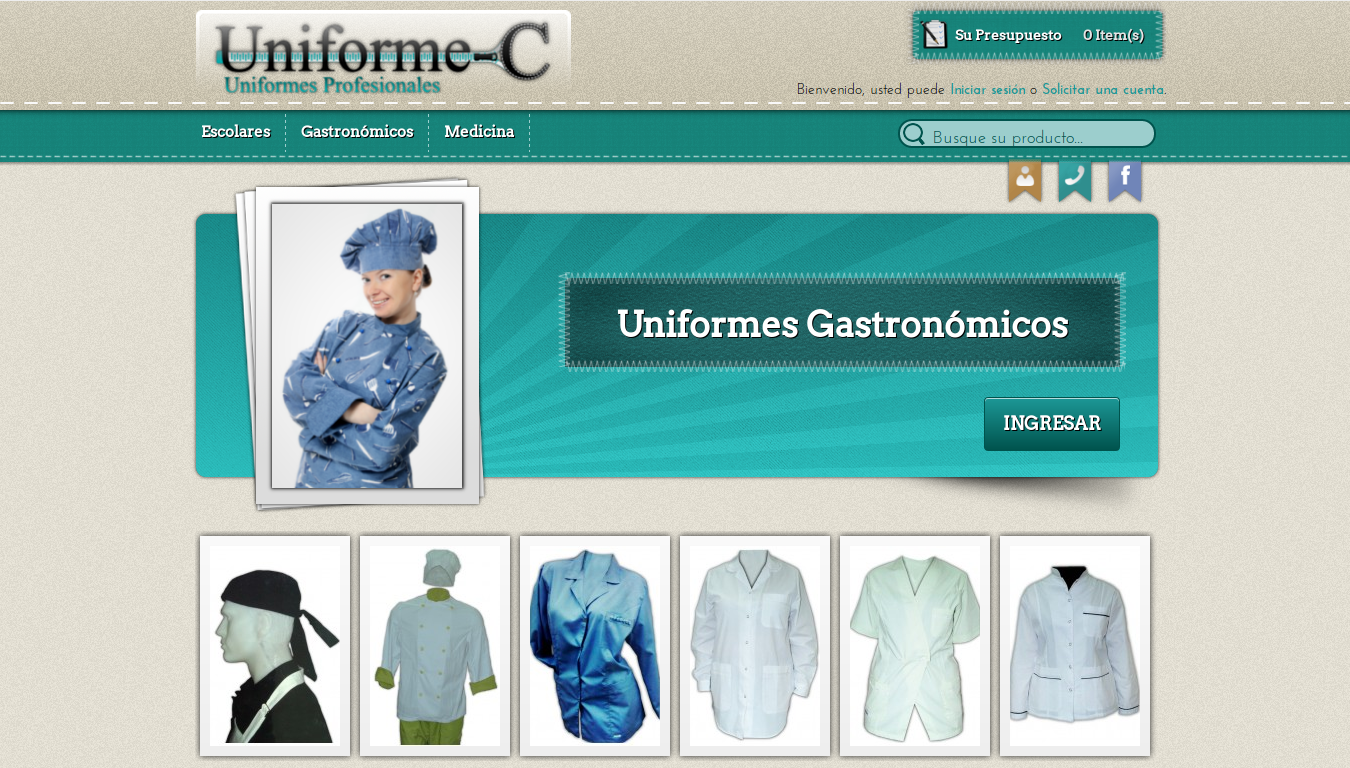 Uniforme-C
Uniformes Profesionales
Su Presupuesto 0 Item(s)
Bienvenido, usted puede Iniciar sesión o Solicitar una cuenta.
Escolares Gastronómicos Medicina
Busque su producto...
f
Uniformes Gastronómicos
INGRESAR